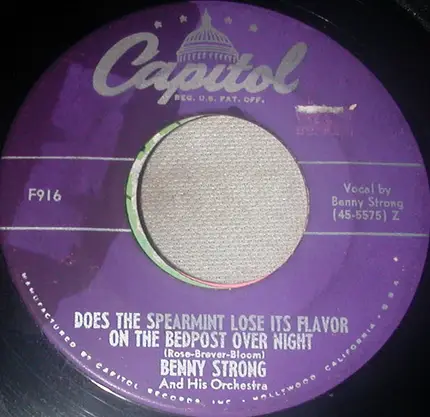 Capitol
REG. U.S. PAT. OFF.
F916
Vocal by
Benny Strong
(45-5575) Z
DOES THE SPEARMINT LOSE ITS FLAVOR
ON THE BEDPOST OVER NIGHT
(Rose-Brever-Bloom)
BENNY STRONG
And His Orchestra
MANUFACTURED BY CAPITOL RECORDS, INC. • HOLLYWOOD, CALIFORNIA, U.S.A.